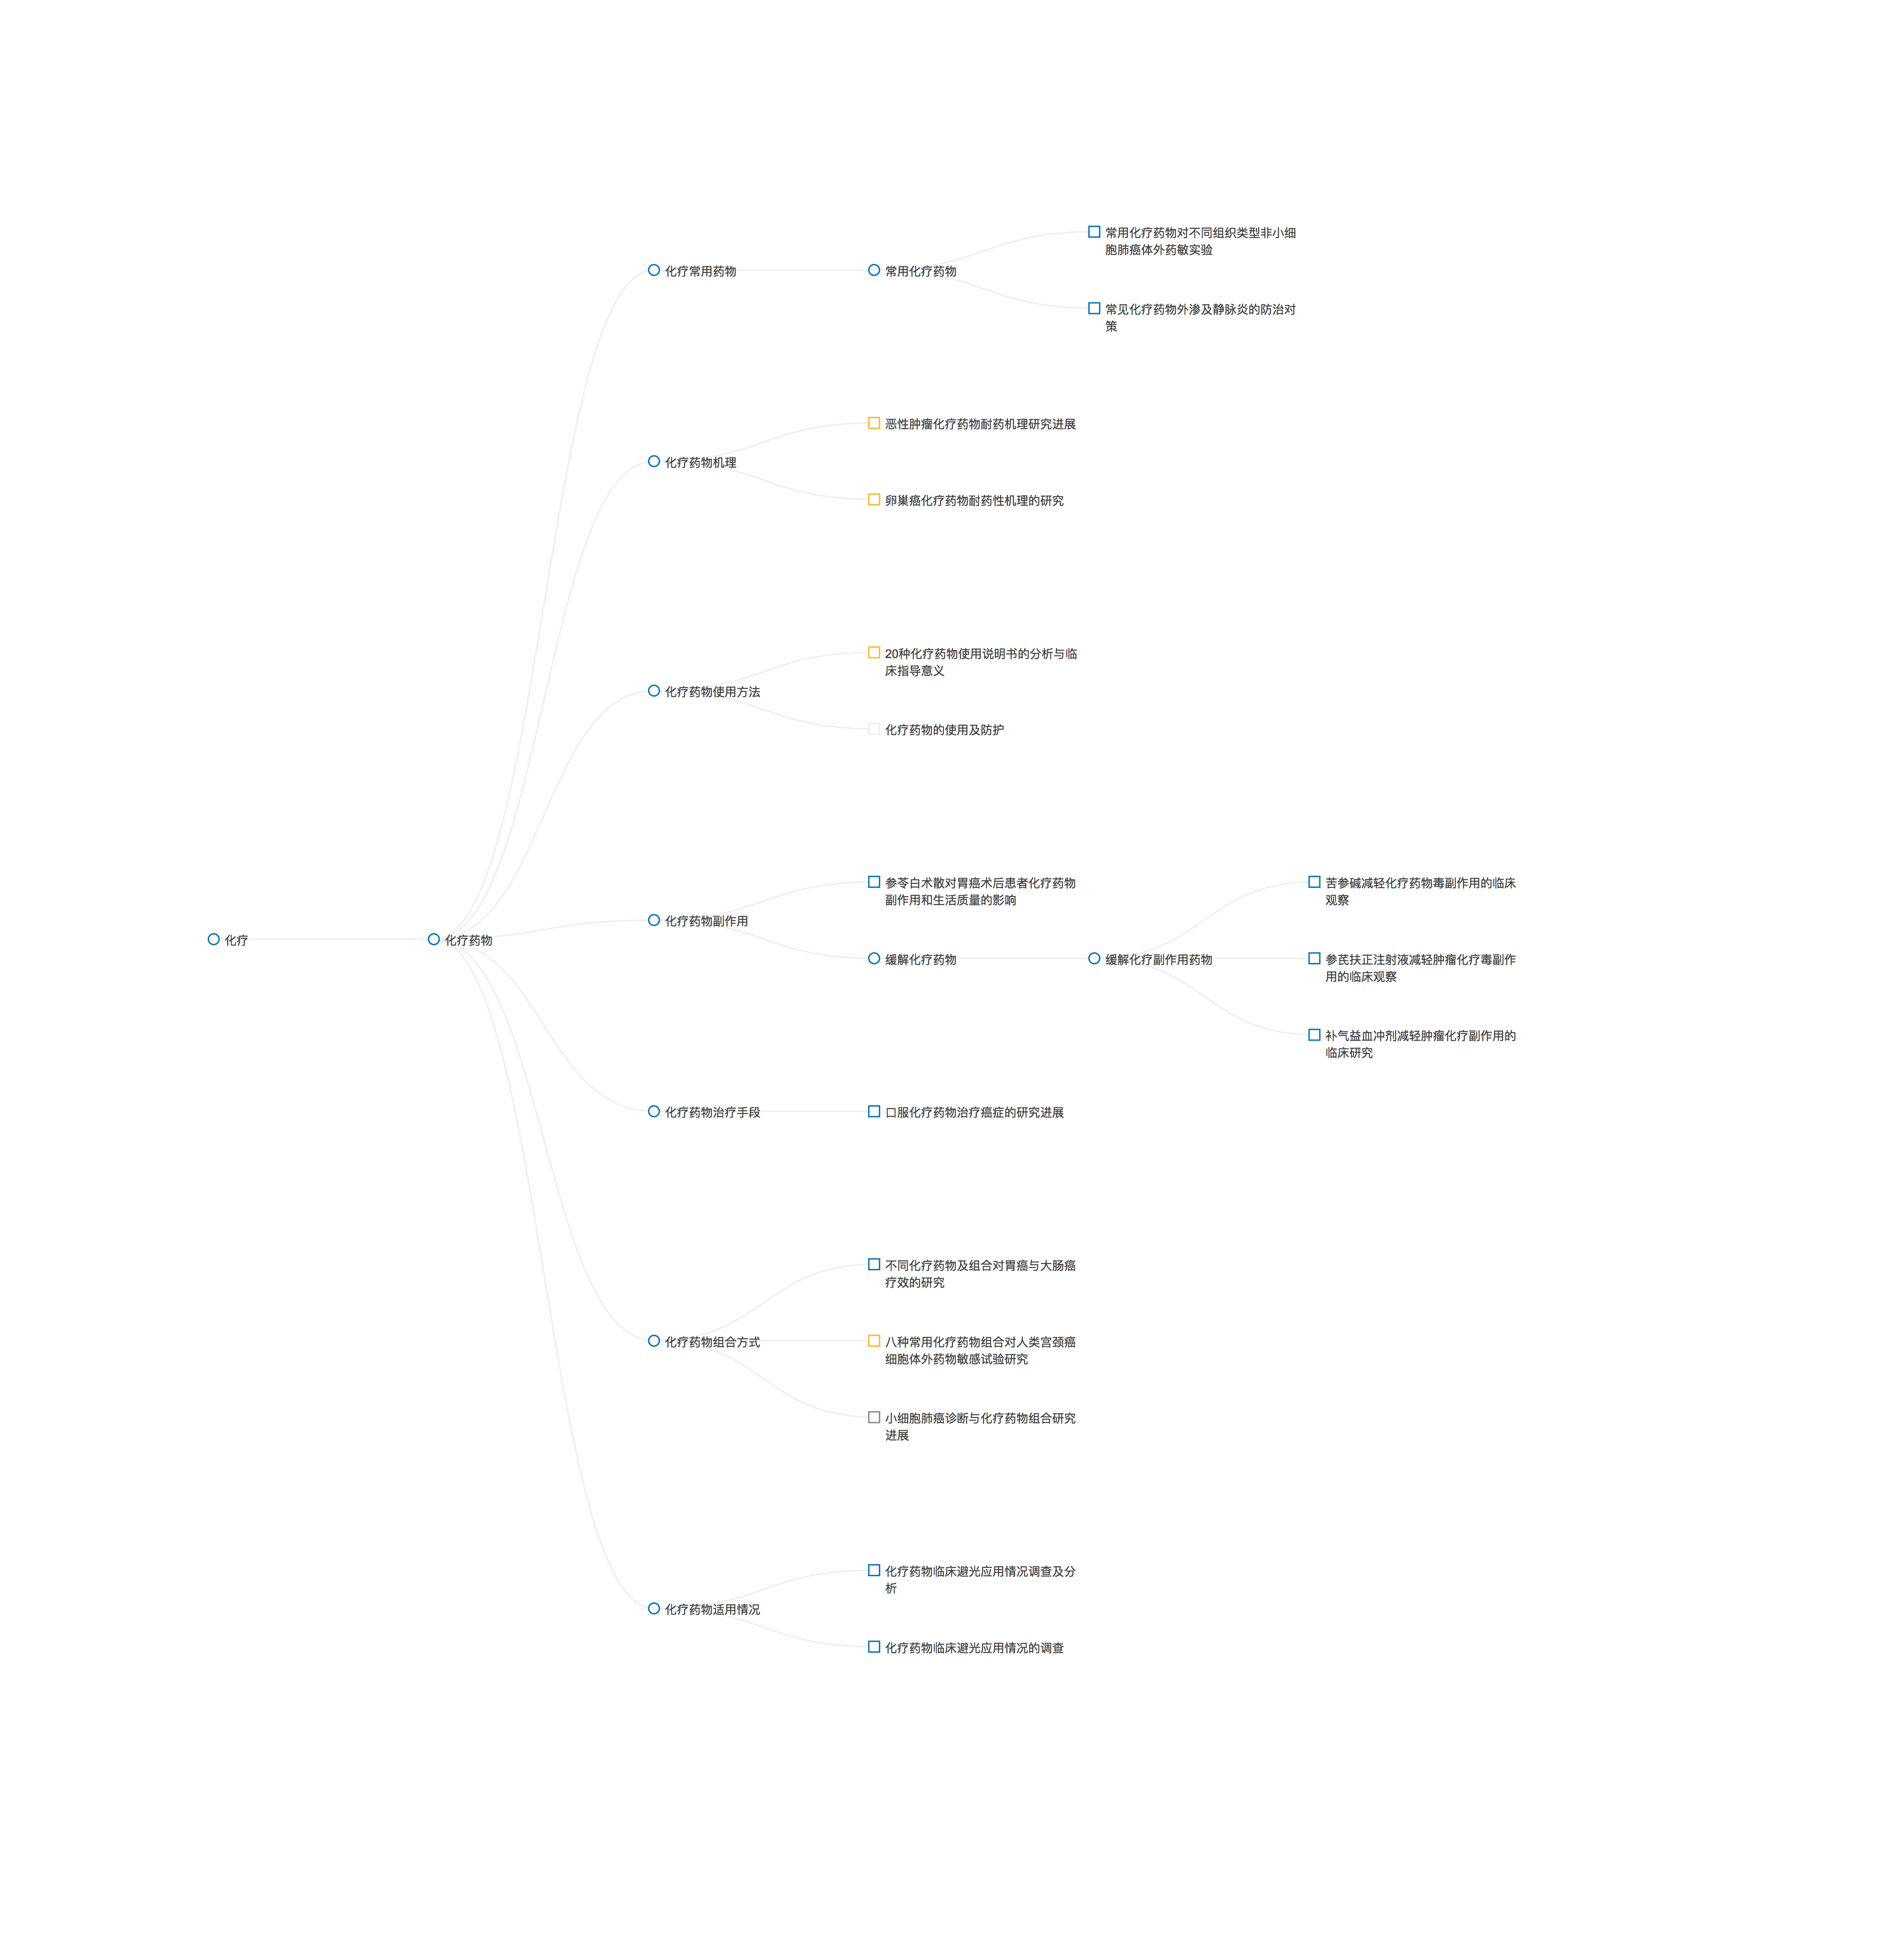 化疗
化疗药物
化疗常用药物
常用化疗药物
常用化疗药物对不同组织类型非小细
胞肺癌体外药敏实验
常见化疗药物外渗及静脉炎的防治对
策
化疗药物机理
恶性肿瘤化疗药物耐药机理研究进展
卵巢癌化疗药物耐药性机理的研究
化疗药物使用方法
20种化疗药物使用说明书的分析与临
床指导意义
化疗药物的使用及防护
化疗药物副作用
参苓白术散对胃癌术后患者化疗药物
副作用和生活质量的影响
缓解化疗药物
缓解化疗副作用药物
苦参碱减轻化疗药物毒副作用的临床
观察
参芪扶正注射液减轻肿瘤化疗毒副作
用的临床观察
补气益血冲剂减轻肿瘤化疗副作用的
临床研究
化疗药物治疗手段
口服化疗药物治疗癌症的研究进展
化疗药物组合方式
不同化疗药物及组合对胃癌与大肠癌
疗效的研究
八种常用化疗药物组合对人类宫颈癌
细胞体外药物敏感试验研究
小细胞肺癌诊断与化疗药物组合研究
进展
化疗药物适用情况
化疗药物临床避光应用情况调查及分
析
化疗药物临床避光应用情况的调查